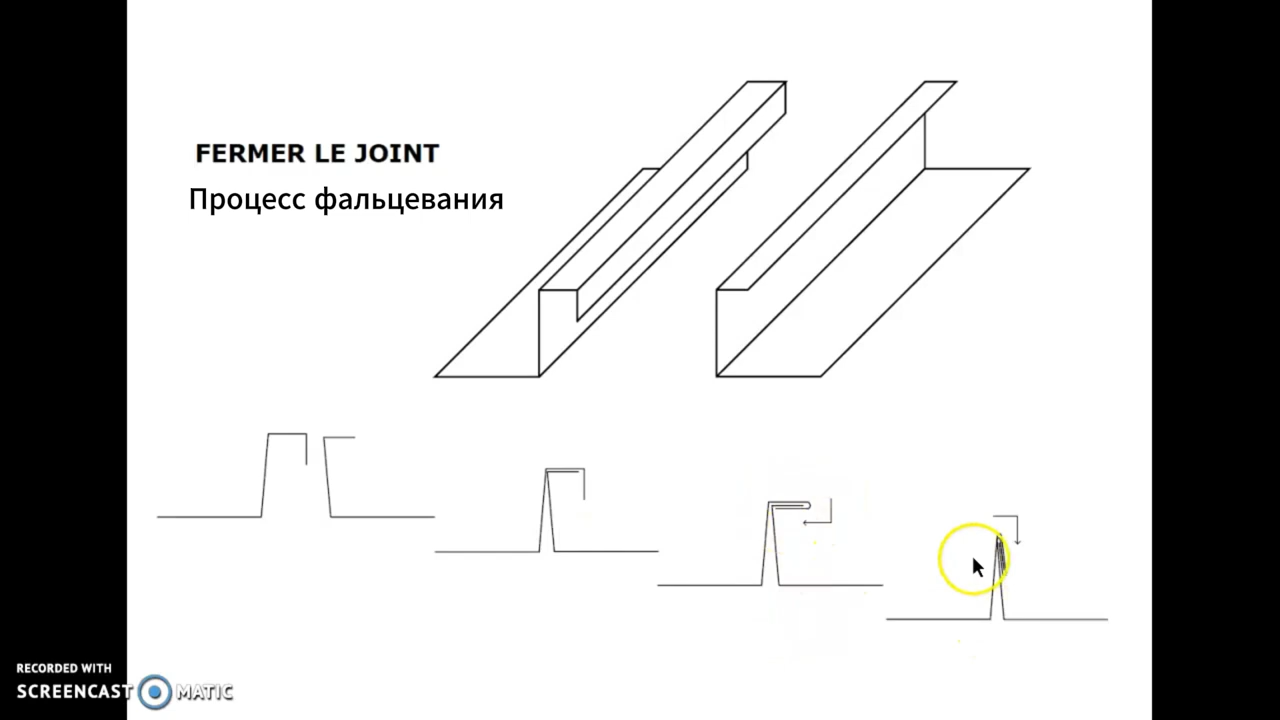 FERMER LE JOINT
Процесс фальцевания
RECORDED WITH
SCREENCAST MATIC